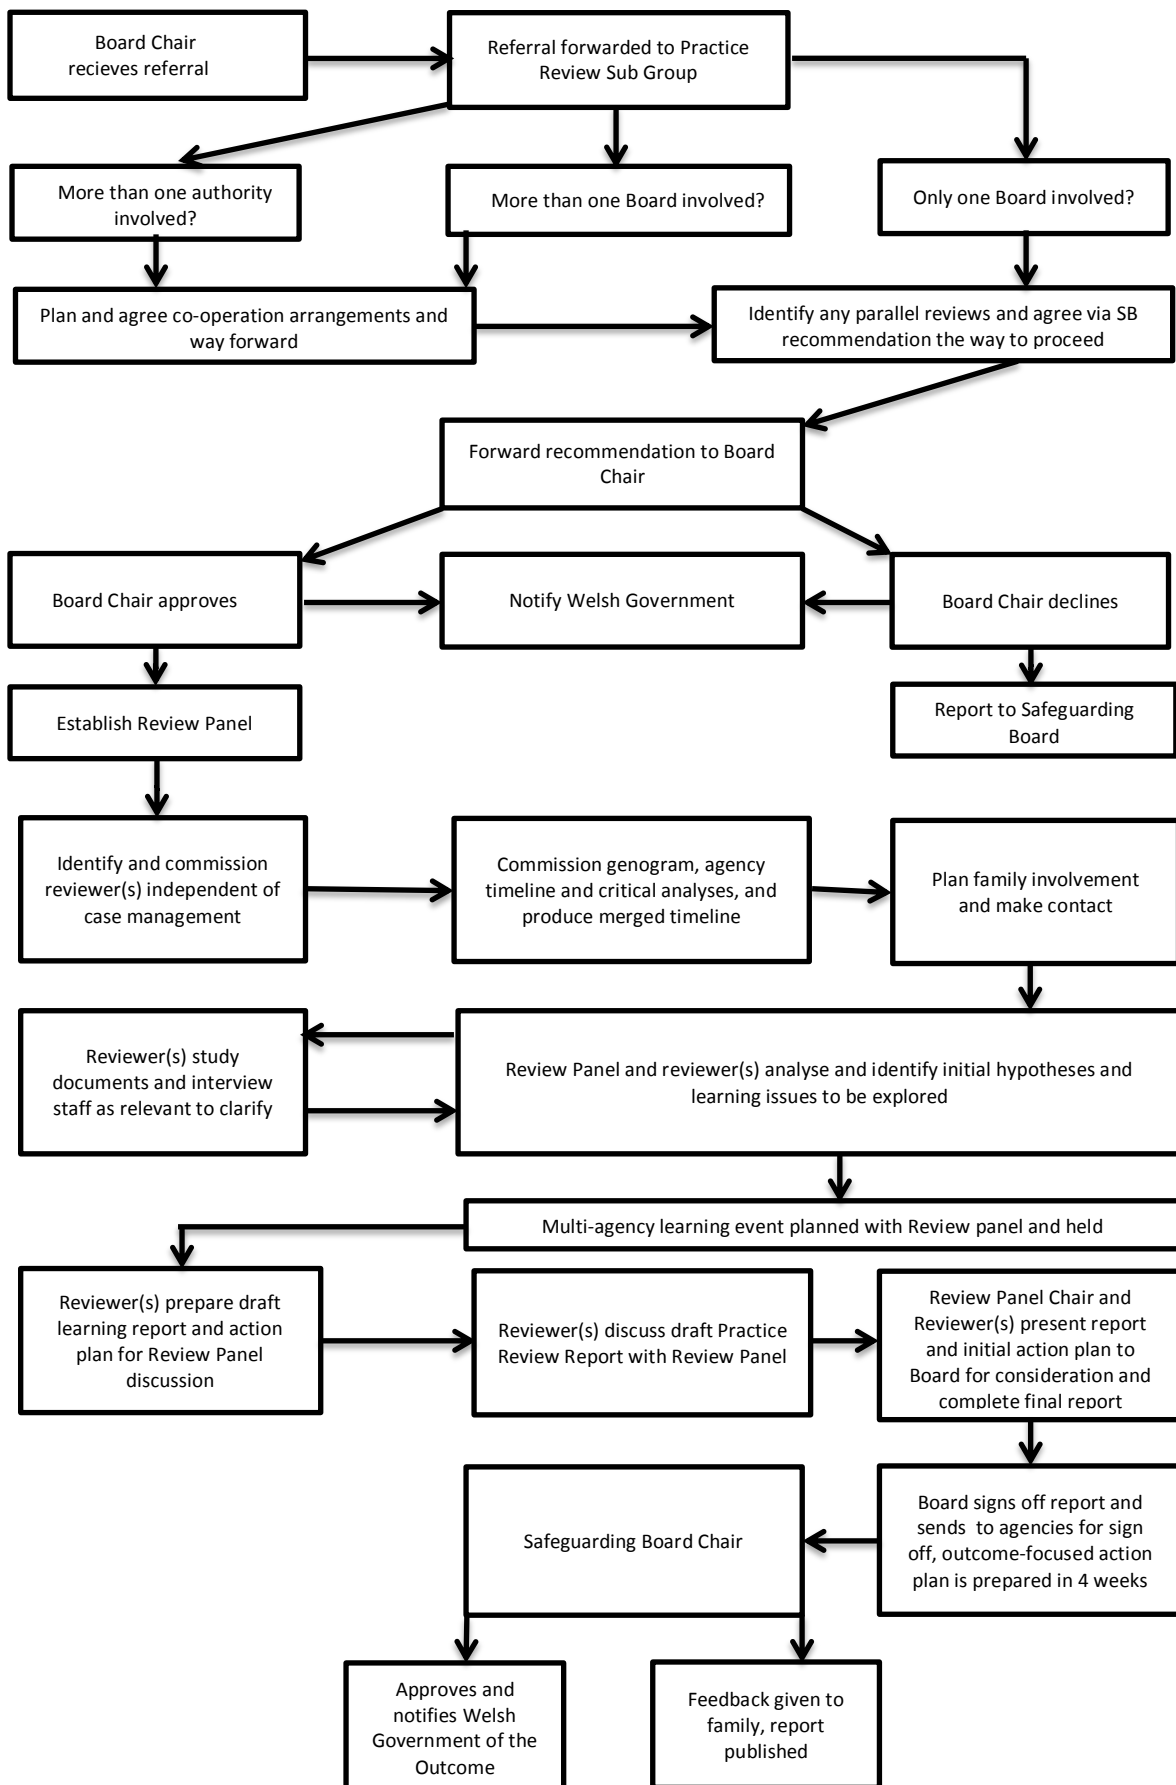 Board Chair
recieves referral
Referral forwarded to Practice
Review Sub Group
More than one authority
involved?
More than one Board involved?
Only one Board involved?
Plan and agree co-operation arrangements and
way forward
Identify any parallel reviews and agree via SB
recommendation the way to proceed
Forward recommendation to Board
Chair
Board Chair approves
Notify Welsh Government
Board Chair declines
Establish Review Panel
Report to Safeguarding
Board
Identify and commission
reviewer(s) independent of
case management
Commission genogram, agency
timeline and critical analyses, and
produce merged timeline
Plan family involvement
and make contact
Reviewer(s) study
documents and interview
staff as relevant to clarify
Review Panel and reviewer(s) analyse and identify initial hypotheses and
learning issues to be explored
Multi-agency learning event planned with Review panel and held
Reviewer(s) prepare draft
learning report and action
plan for Review Panel
discussion
Reviewer(s) discuss draft Practice
Review Report with Review Panel
Review Panel Chair and
Reviewer(s) present report
and initial action plan to
Board for consideration and
complete final report
Safeguarding Board Chair
Board signs off report and
sends to agencies for sign
off, outcome-focused action
plan is prepared in 4 weeks
Approves and
notifies Welsh
Government of the
Outcome
Feedback given to
family, report
published